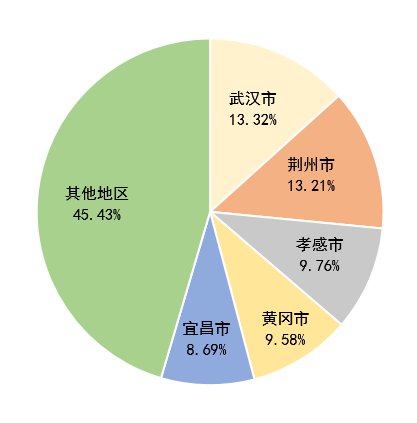 武汉市
13.32%
荆州市
13.21%
孝感市
9.76%
黄冈市
9.58%
宜昌市
8.69%
其他地区
45.43%